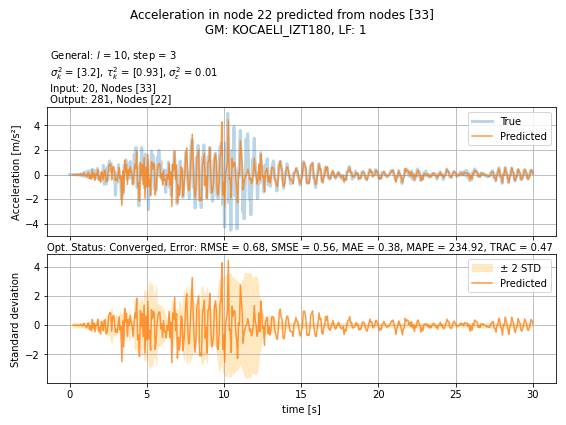 Acceleration in node 22 predicted from nodes [33]
GM: KOCAELI_IZT180, LF: 1
General: l = 10, step = 3
σ²ₖ = [3.2], τ²ₖ = [0.93], σ²ε = 0.01
Input: 20, Nodes [33]
Output: 281, Nodes [22]
Acceleration [m/s²]
4
2
0
−2
−4
True
Predicted
Opt. Status: Converged, Error: RMSE = 0.68, SMSE = 0.56, MAE = 0.38, MAPE = 234.92, TRAC = 0.47
Standard deviation
4
2
0
−2
± 2 STD
Predicted
0 5 10 15 20 25 30
time [s]